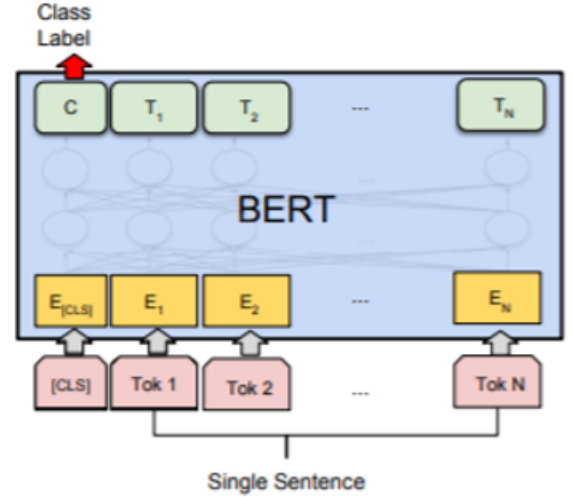 Class
Label
C T1 T2 --- TN
BERT
E[CLS] E1 E2 --- EN
[CLS] Tok 1 Tok 2 --- Tok N
Single Sentence